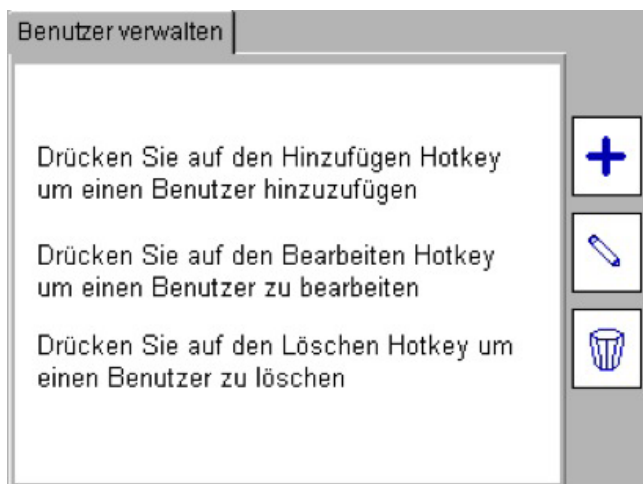 Benutzer verwalten
Drücken Sie auf den Hinzufügen Hotkey
um einen Benutzer hinzuzufügen
Drücken Sie auf den Bearbeiten Hotkey
um einen Benutzer zu bearbeiten
Drücken Sie auf den Löschen Hotkey um
einen Benutzer zu löschen